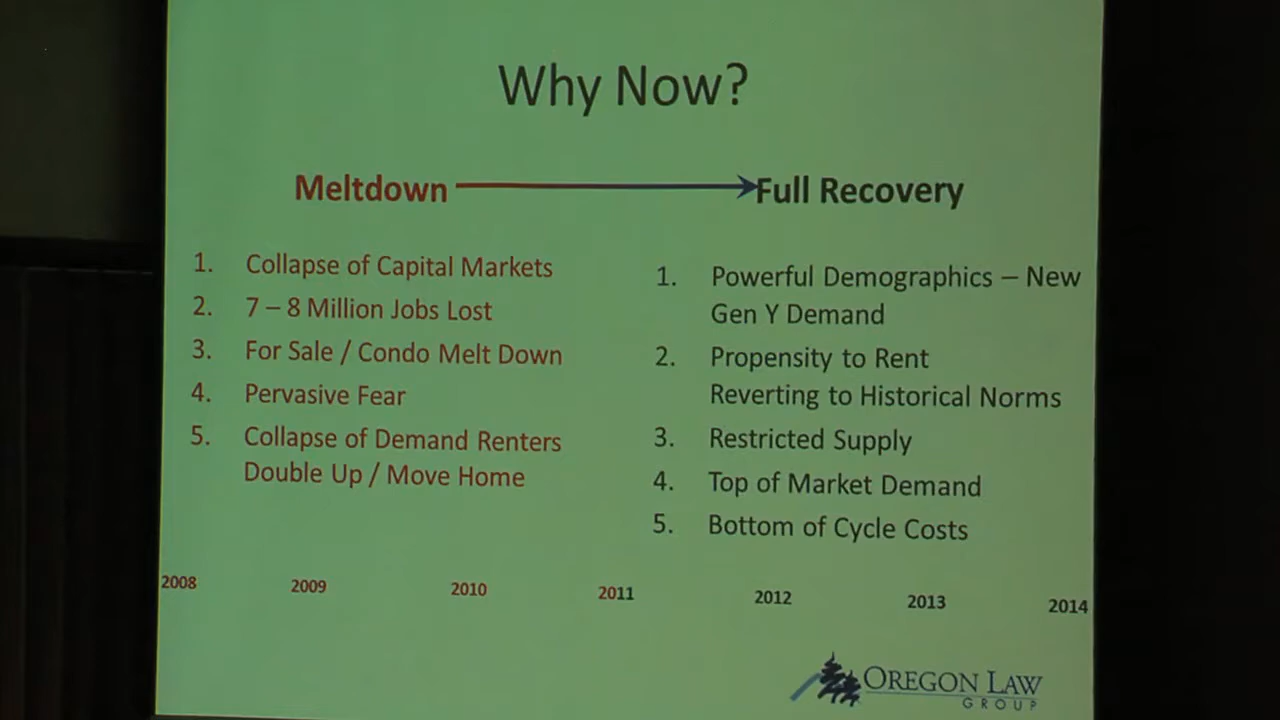 Why Now?
Meltdown
Full Recovery
1. Collapse of Capital Markets
2. 7 – 8 Million Jobs Lost
3. For Sale / Condo Melt Down
4. Pervasive Fear
5. Collapse of Demand Renters
Double Up / Move Home
1. Powerful Demographics – New
Gen Y Demand
2. Propensity to Rent
Reverting to Historical Norms
3. Restricted Supply
4. Top of Market Demand
5. Bottom of Cycle Costs
2008 2009 2010 2011 2012 2013 2014
OREGON LAW
GROUP